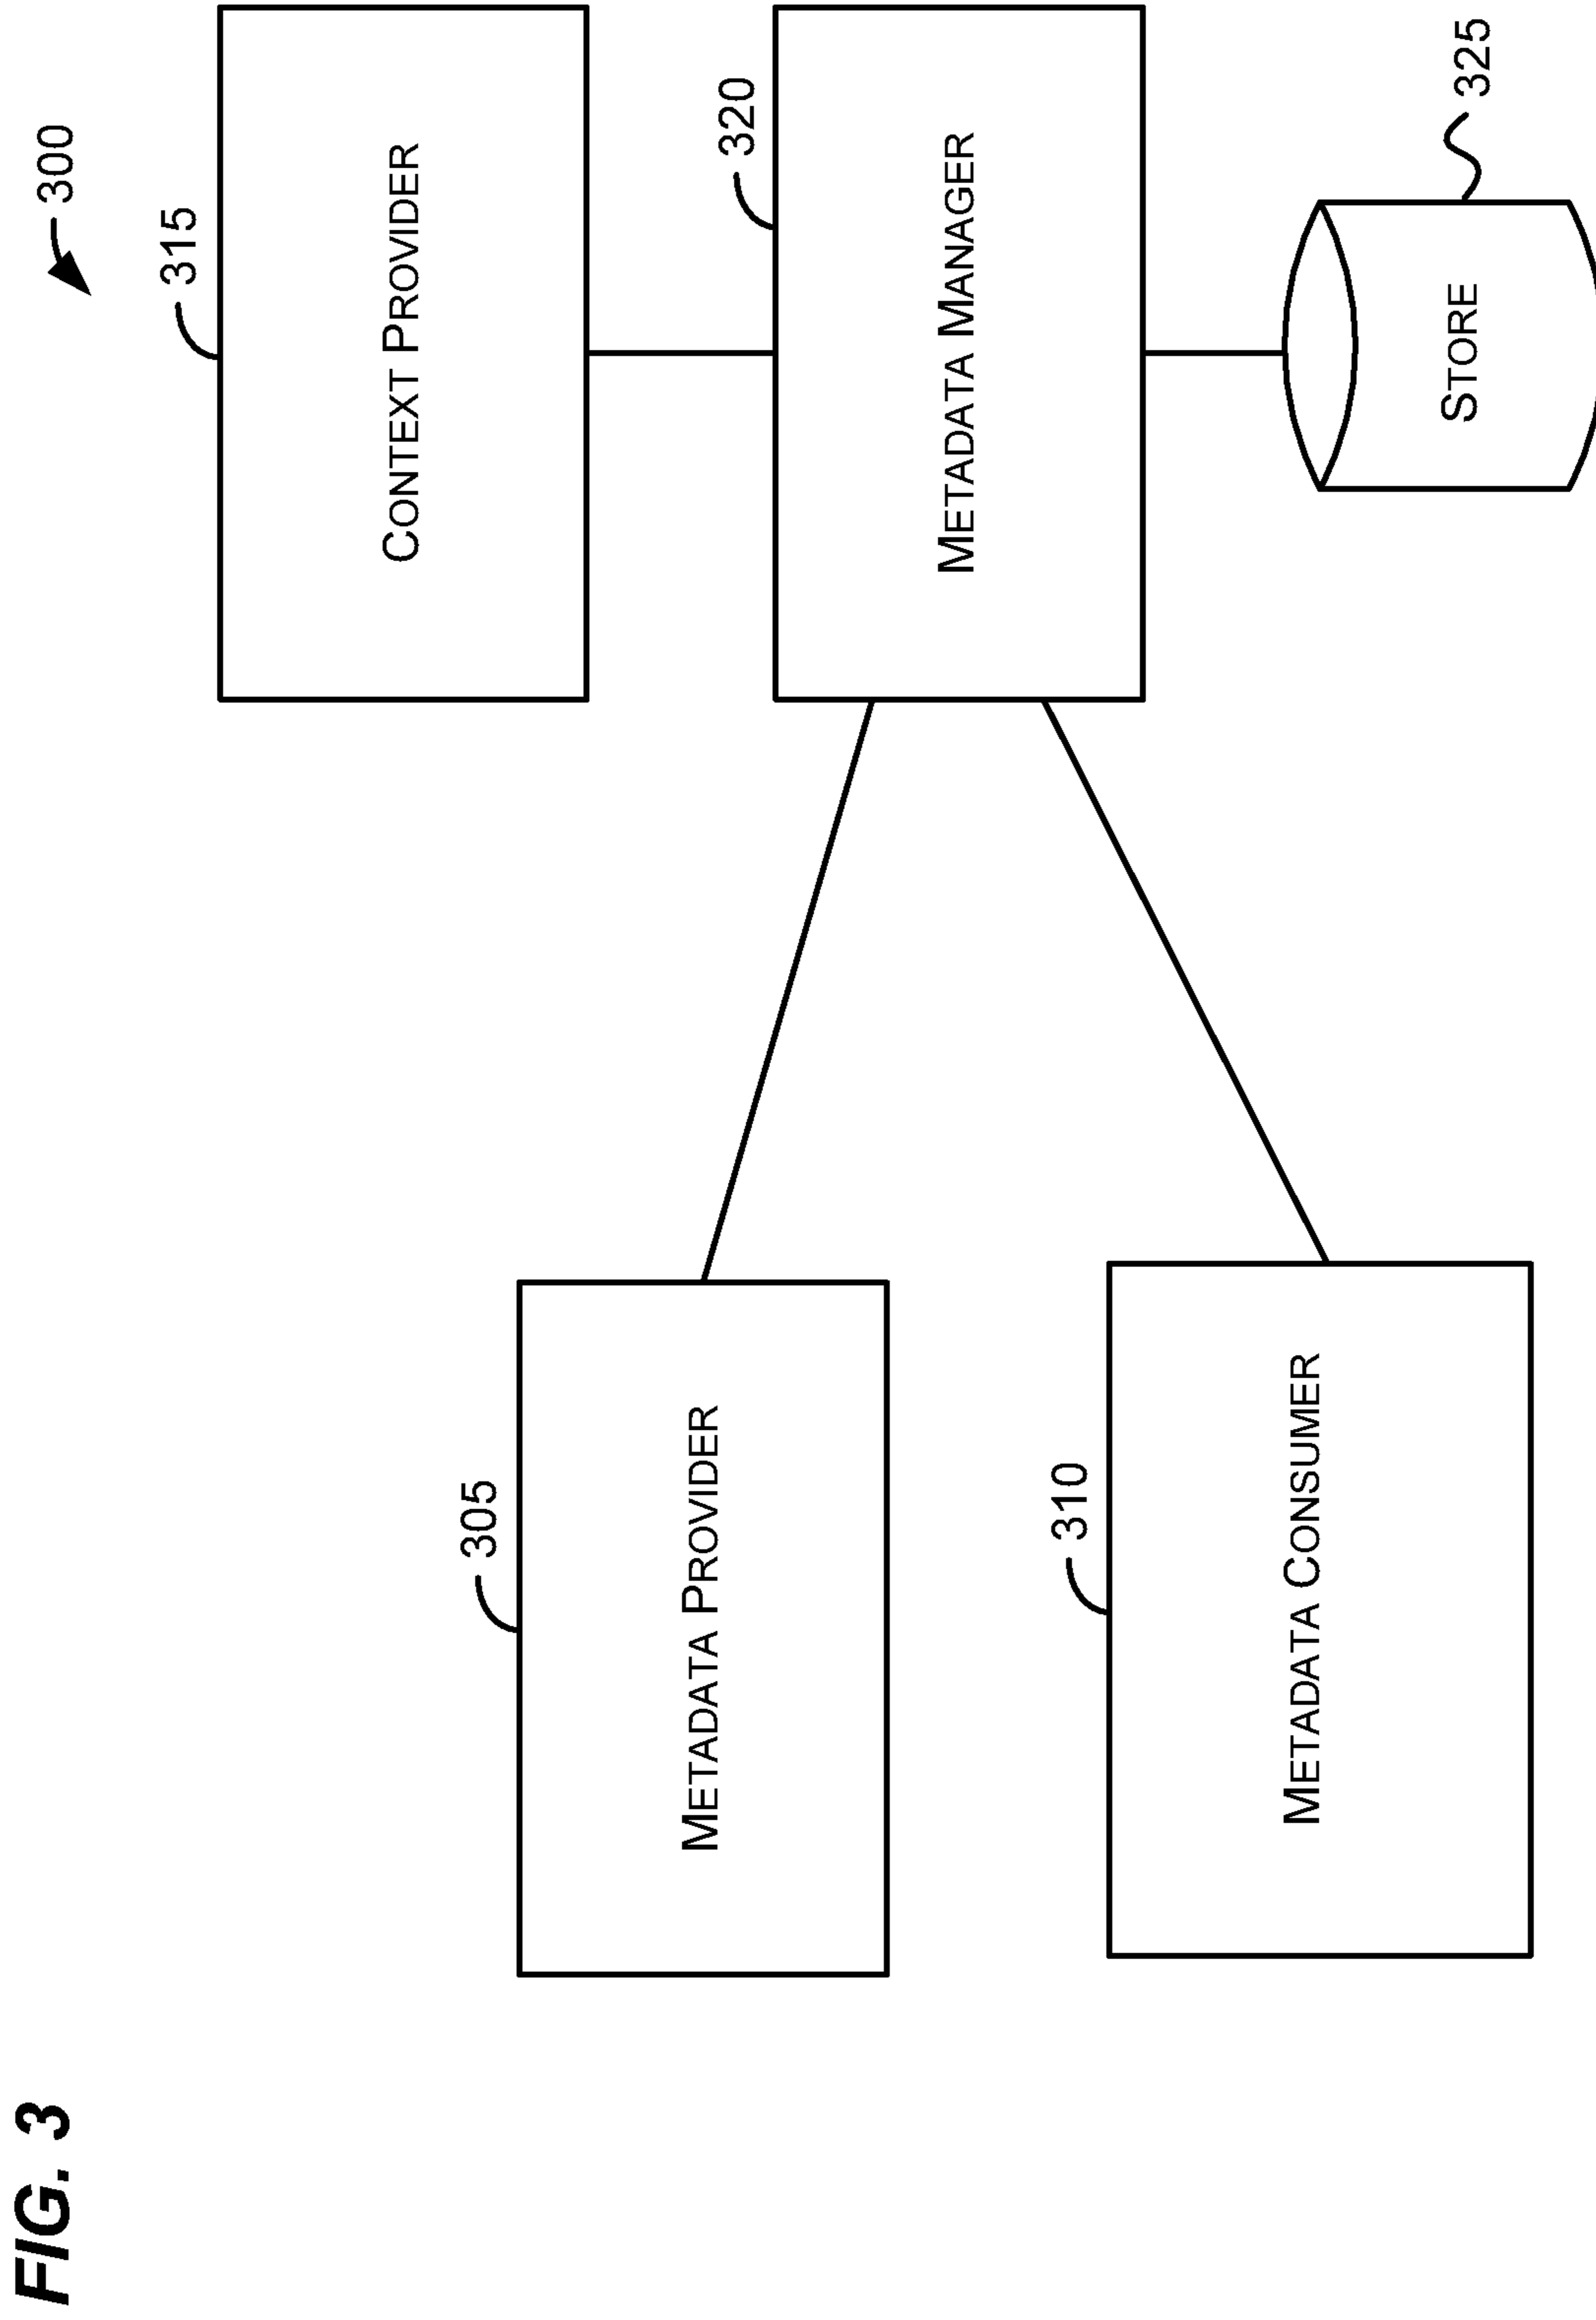 FIG. 3
300
315
CONTEXT PROVIDER
305
METADATA PROVIDER
320
METADATA MANAGER
310
METADATA CONSUMER
325
STORE